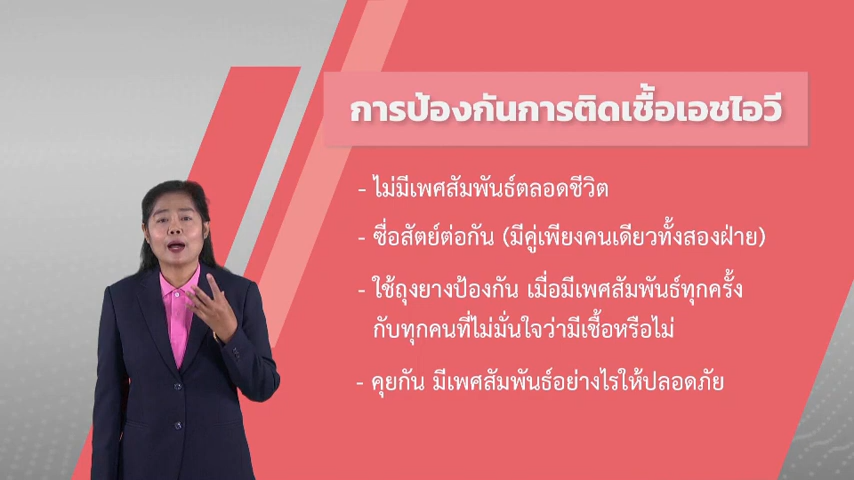 การป้องกันการติดเชื้อเอชไอวี
- ไม่มีเพศสัมพันธ์ตลอดชีวิต
- ซื่อสัตย์ต่อกัน (มีคู่เพียงคนเดียวทั้งสองฝ่าย)
- ใช้ถุงยางป้องกัน เมื่อมีเพศสัมพันธ์ทุกครั้ง
กับทุกคนที่ไม่มั่นใจว่ามีเชื้อหรือไม่
- คุยกัน มีเพศสัมพันธ์อย่างไรให้ปลอดภัย